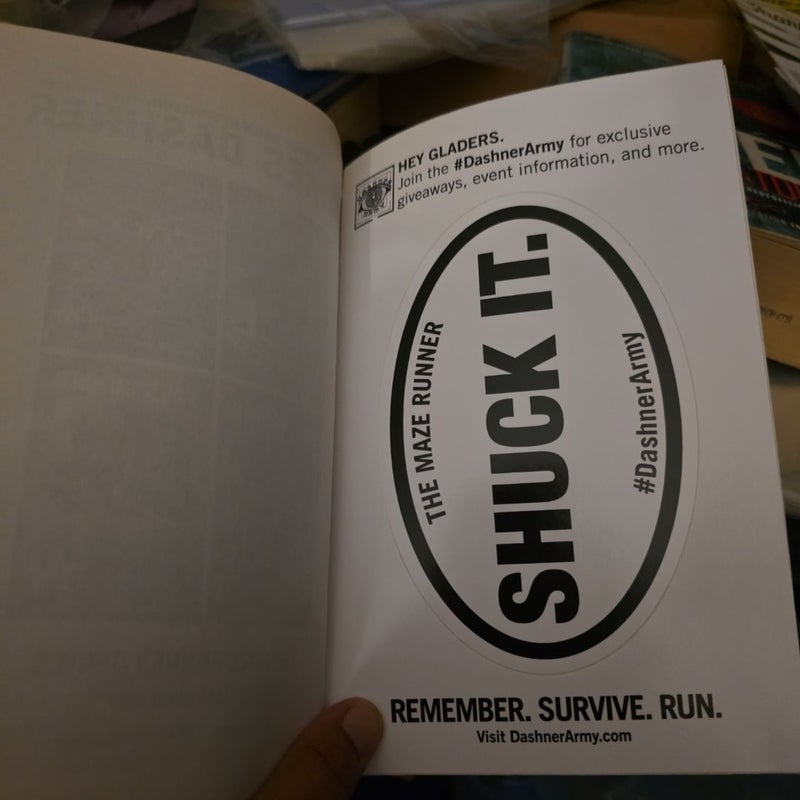 HEY GLADERS.
Join the #DashnerArmy for exclusive
giveaways, event information, and more.
THE MAZE RUNNER
SHUCK IT.
#DashnerArmy
REMEMBER. SURVIVE. RUN.
Visit DashnerArmy.com
DASHNER